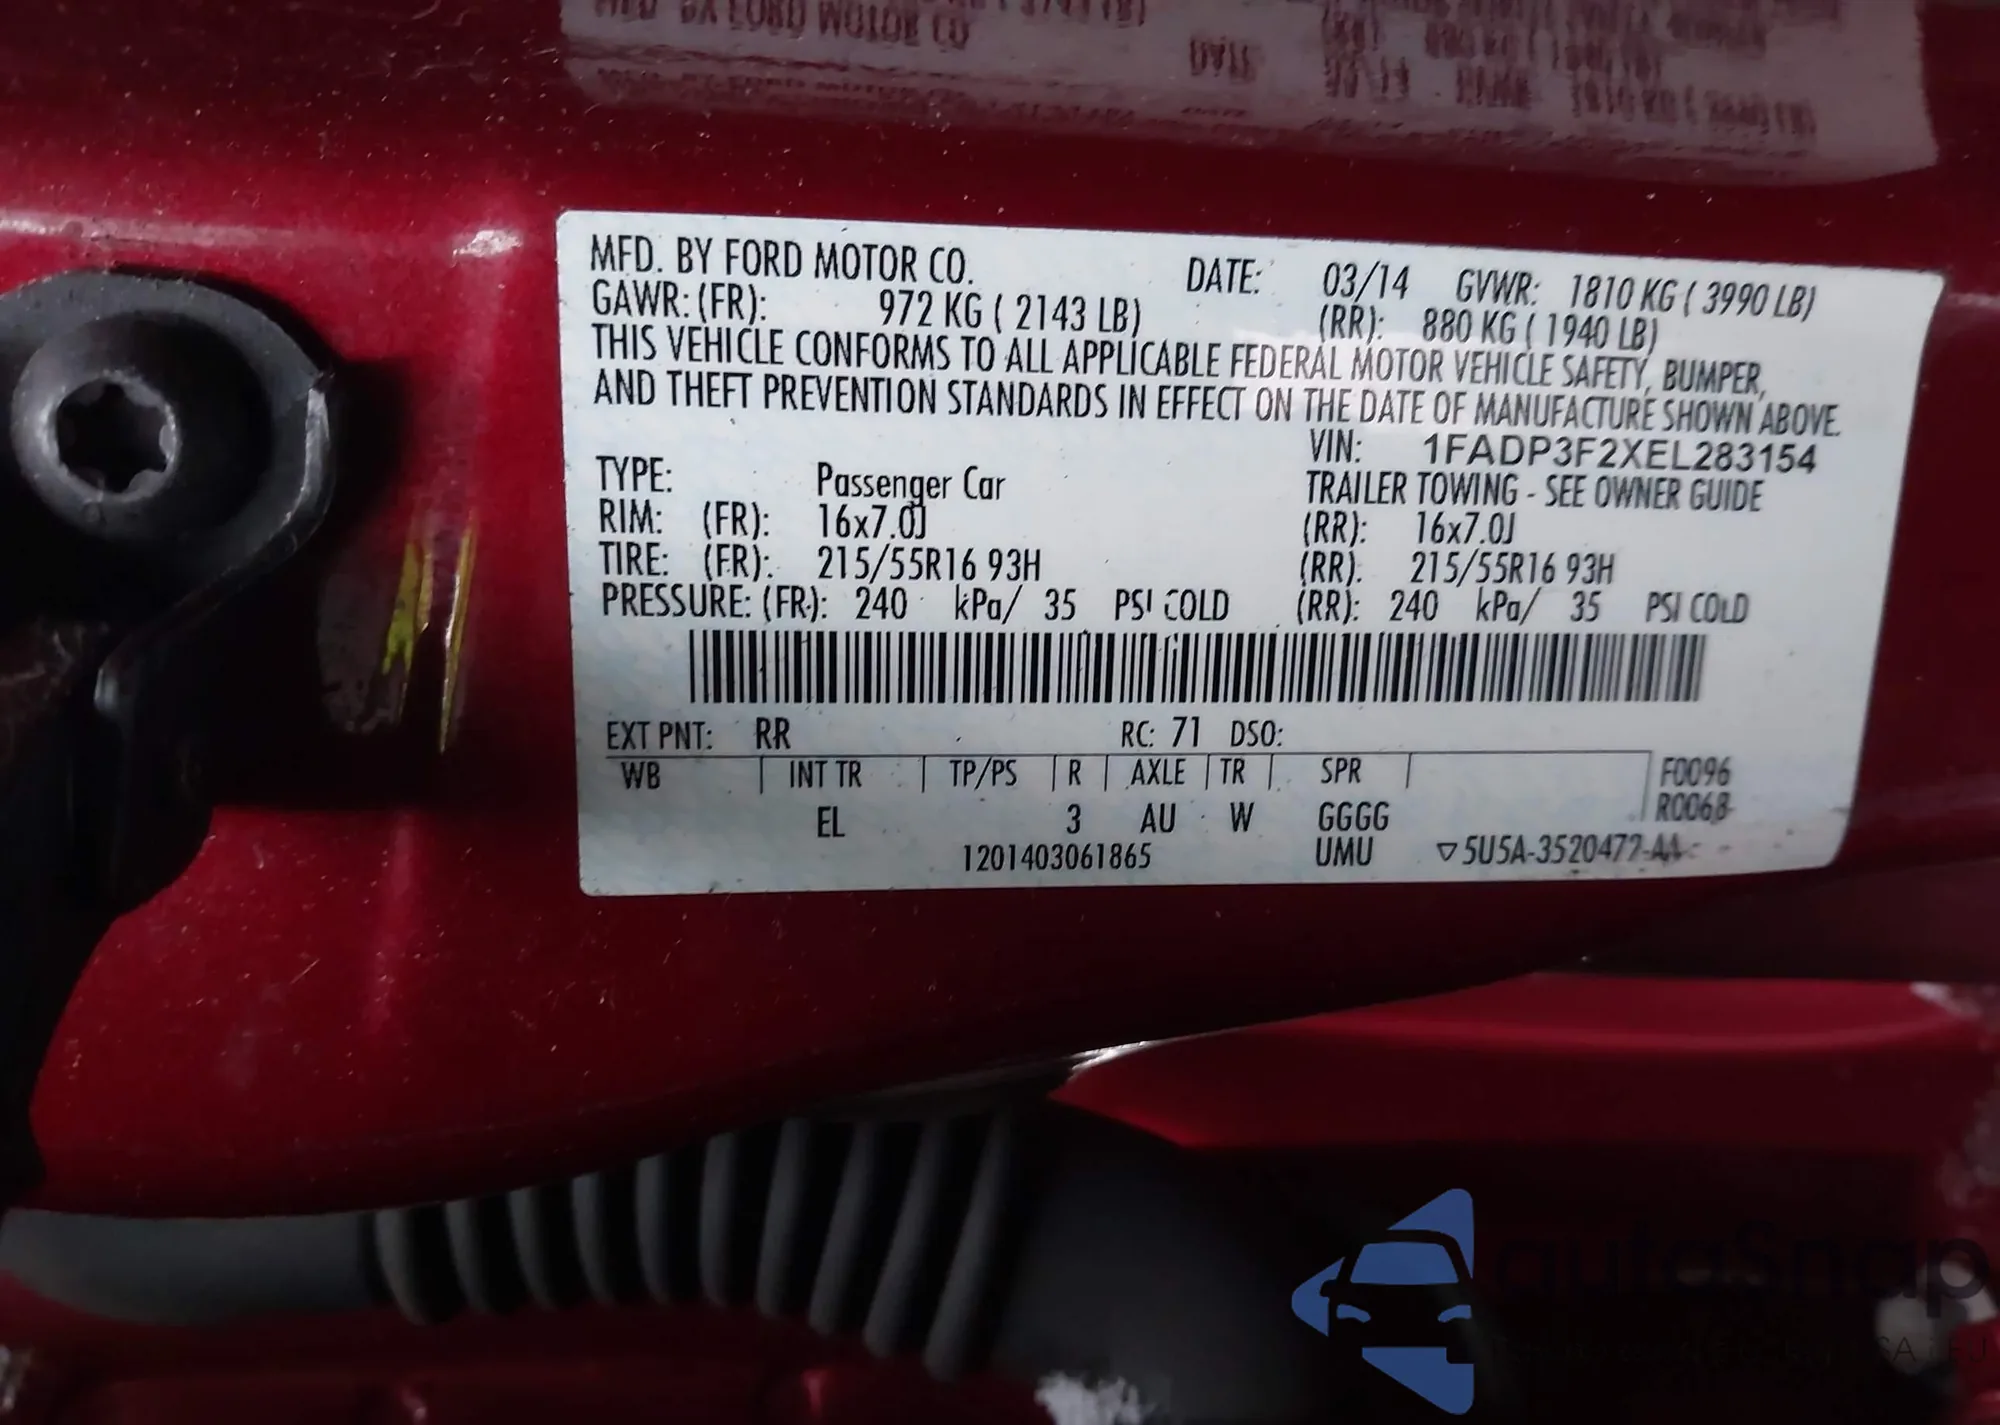 MFD. BY FORD MOTOR CO. DATE: 03/14 GVWR: 1810 KG ( 3990 LB)
GAWR: (FR): 972 KG ( 2143 LB) (RR): 880 KG ( 1940 LB)
THIS VEHICLE CONFORMS TO ALL APPLICABLE FEDERAL MOTOR VEHICLE SAFETY, BUMPER,
AND THEFT PREVENTION STANDARDS IN EFFECT ON THE DATE OF MANUFACTURE SHOWN ABOVE.
VIN: 1FADP3F2XEL283154
TYPE: Passenger Car TRAILER TOWING - SEE OWNER GUIDE
RIM: (FR): 16x7.0J (RR): 16x7.0J
TIRE: (FR): 215/55R16 93H (RR): 215/55R16 93H
PRESSURE: (FR): 240 kPa/ 35 PSI COLD (RR): 240 kPa/ 35 PSI COLD
EXT PNT: RR RC: 71 DSO:
WB INT TR TP/PS R AXLE TR SPR F0096
EL 3 AU W GGGG R0068
1201403061865 UMU ▽5U5A-3520472-AA
autoSnap